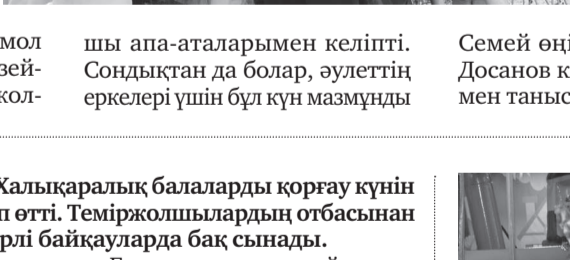 мол
зей-
кол-
шы апа-аталарымен келіпті.
Сондықтан да болар, әулеттің
еркелері үшін бұл күн мазмұнды
Семей өңі
Досанов к
мен таныс
Халықаралық балаларды қорғау күнін
п өтті. Теміржолшылардың отбасынан
рлі байқауларда бақ сынады.